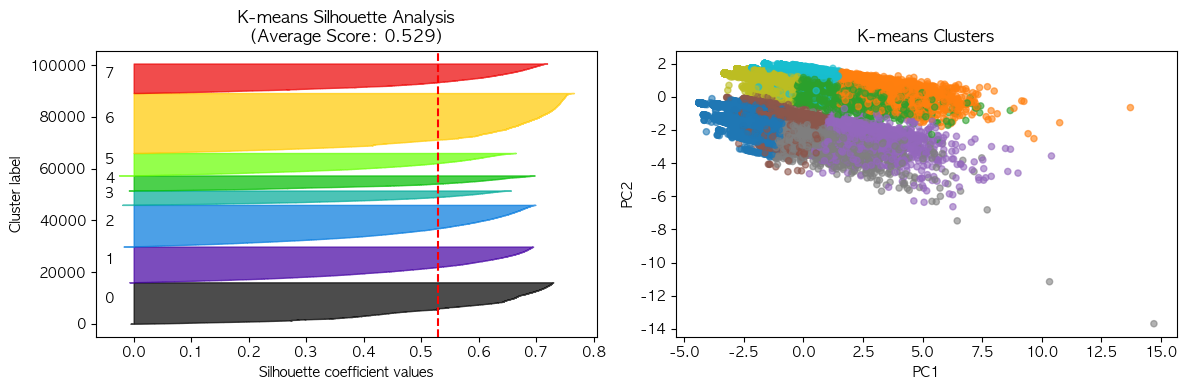 K-means Silhouette Analysis
(Average Score: 0.529)
100000
80000
60000
40000
20000
0
Cluster label
7
6
5
4
3
2
1
0
0.0 0.1 0.2 0.3 0.4 0.5 0.6 0.7 0.8
Silhouette coefficient values
K-means Clusters
2
0
-2
-4
-6
-8
-10
-12
-14
PC2
-5.0 -2.5 0.0 2.5 5.0 7.5 10.0 12.5 15.0
PC1